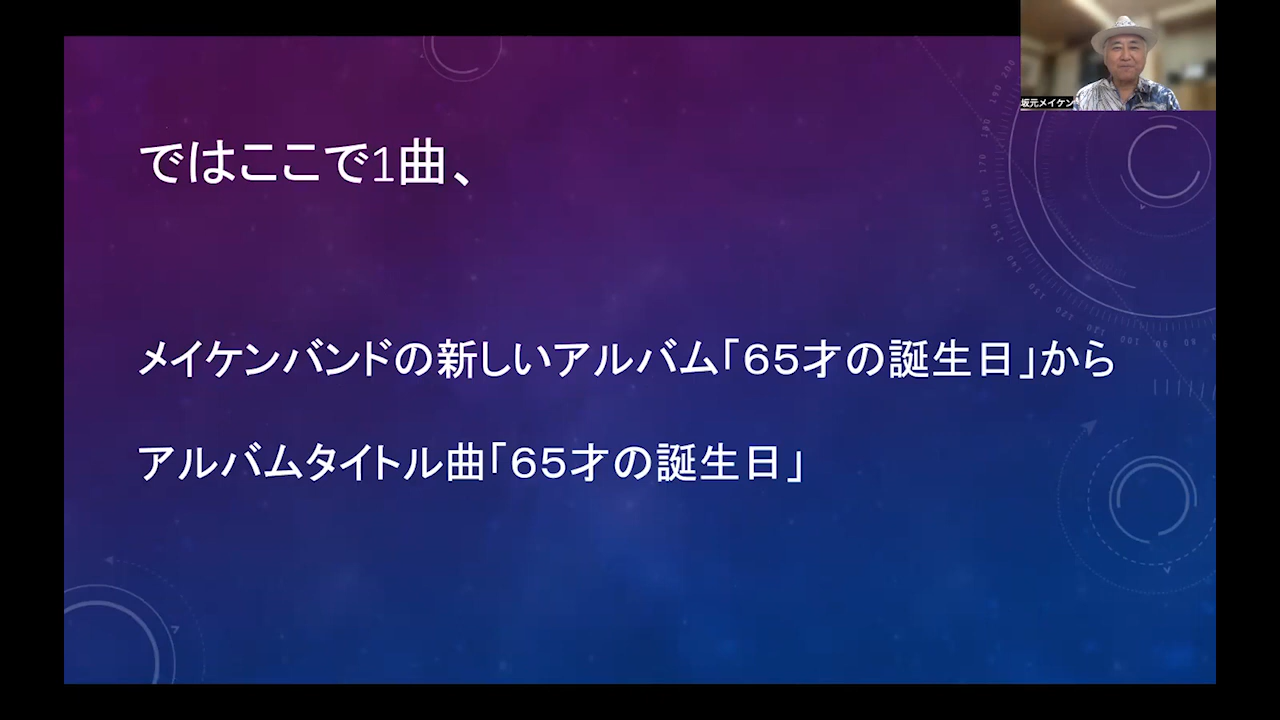 坂元メイケン
ではここで1曲、
メイケンバンドの新しいアルバム「65才の誕生日」から
アルバムタイトル曲「65才の誕生日」